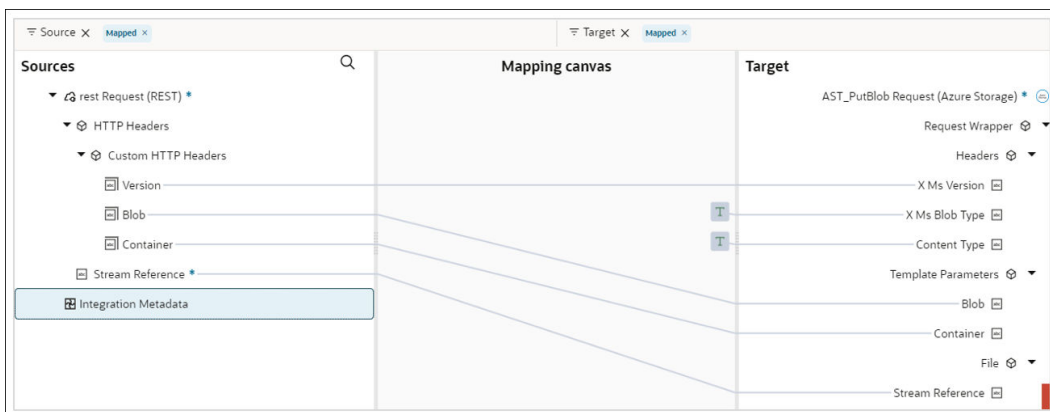 Source × Mapped × Target × Mapped ×
Sources Mapping canvas Target
rest Request (REST) * AST_PutBlob Request (Azure Storage) *
HTTP Headers Request Wrapper
Custom HTTP Headers Headers
Version X Ms Version
Blob T X Ms Blob Type
Container T Content Type
Stream Reference * Template Parameters
Integration Metadata Blob
Container
File
Stream Reference